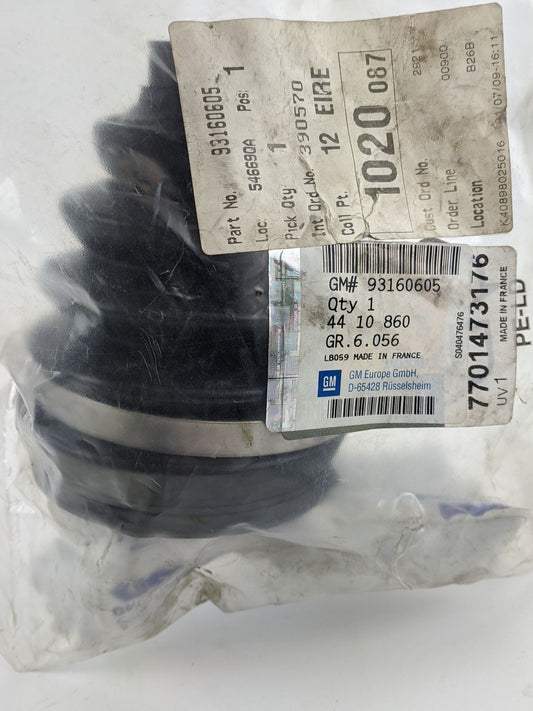 Part No. 93160605
Loc: 546690A Pos: 1
Pick Qty 1
Int Ord No. 390570
Coll Pt. 12 EIRE
1020 087
Cust Ord No. 2921
Order Line 00900
Location B26B
K40898025016 /07/09-16:11
GM# 93160605
Qty 1
44 10 860
GR.6.056
LB059 MADE IN FRANCE
GM
GM Europe GmbH,
D-65428 Rüsselsheim
S040476476
7701473176
UV 1 MADE IN FRANCE
PE-LD